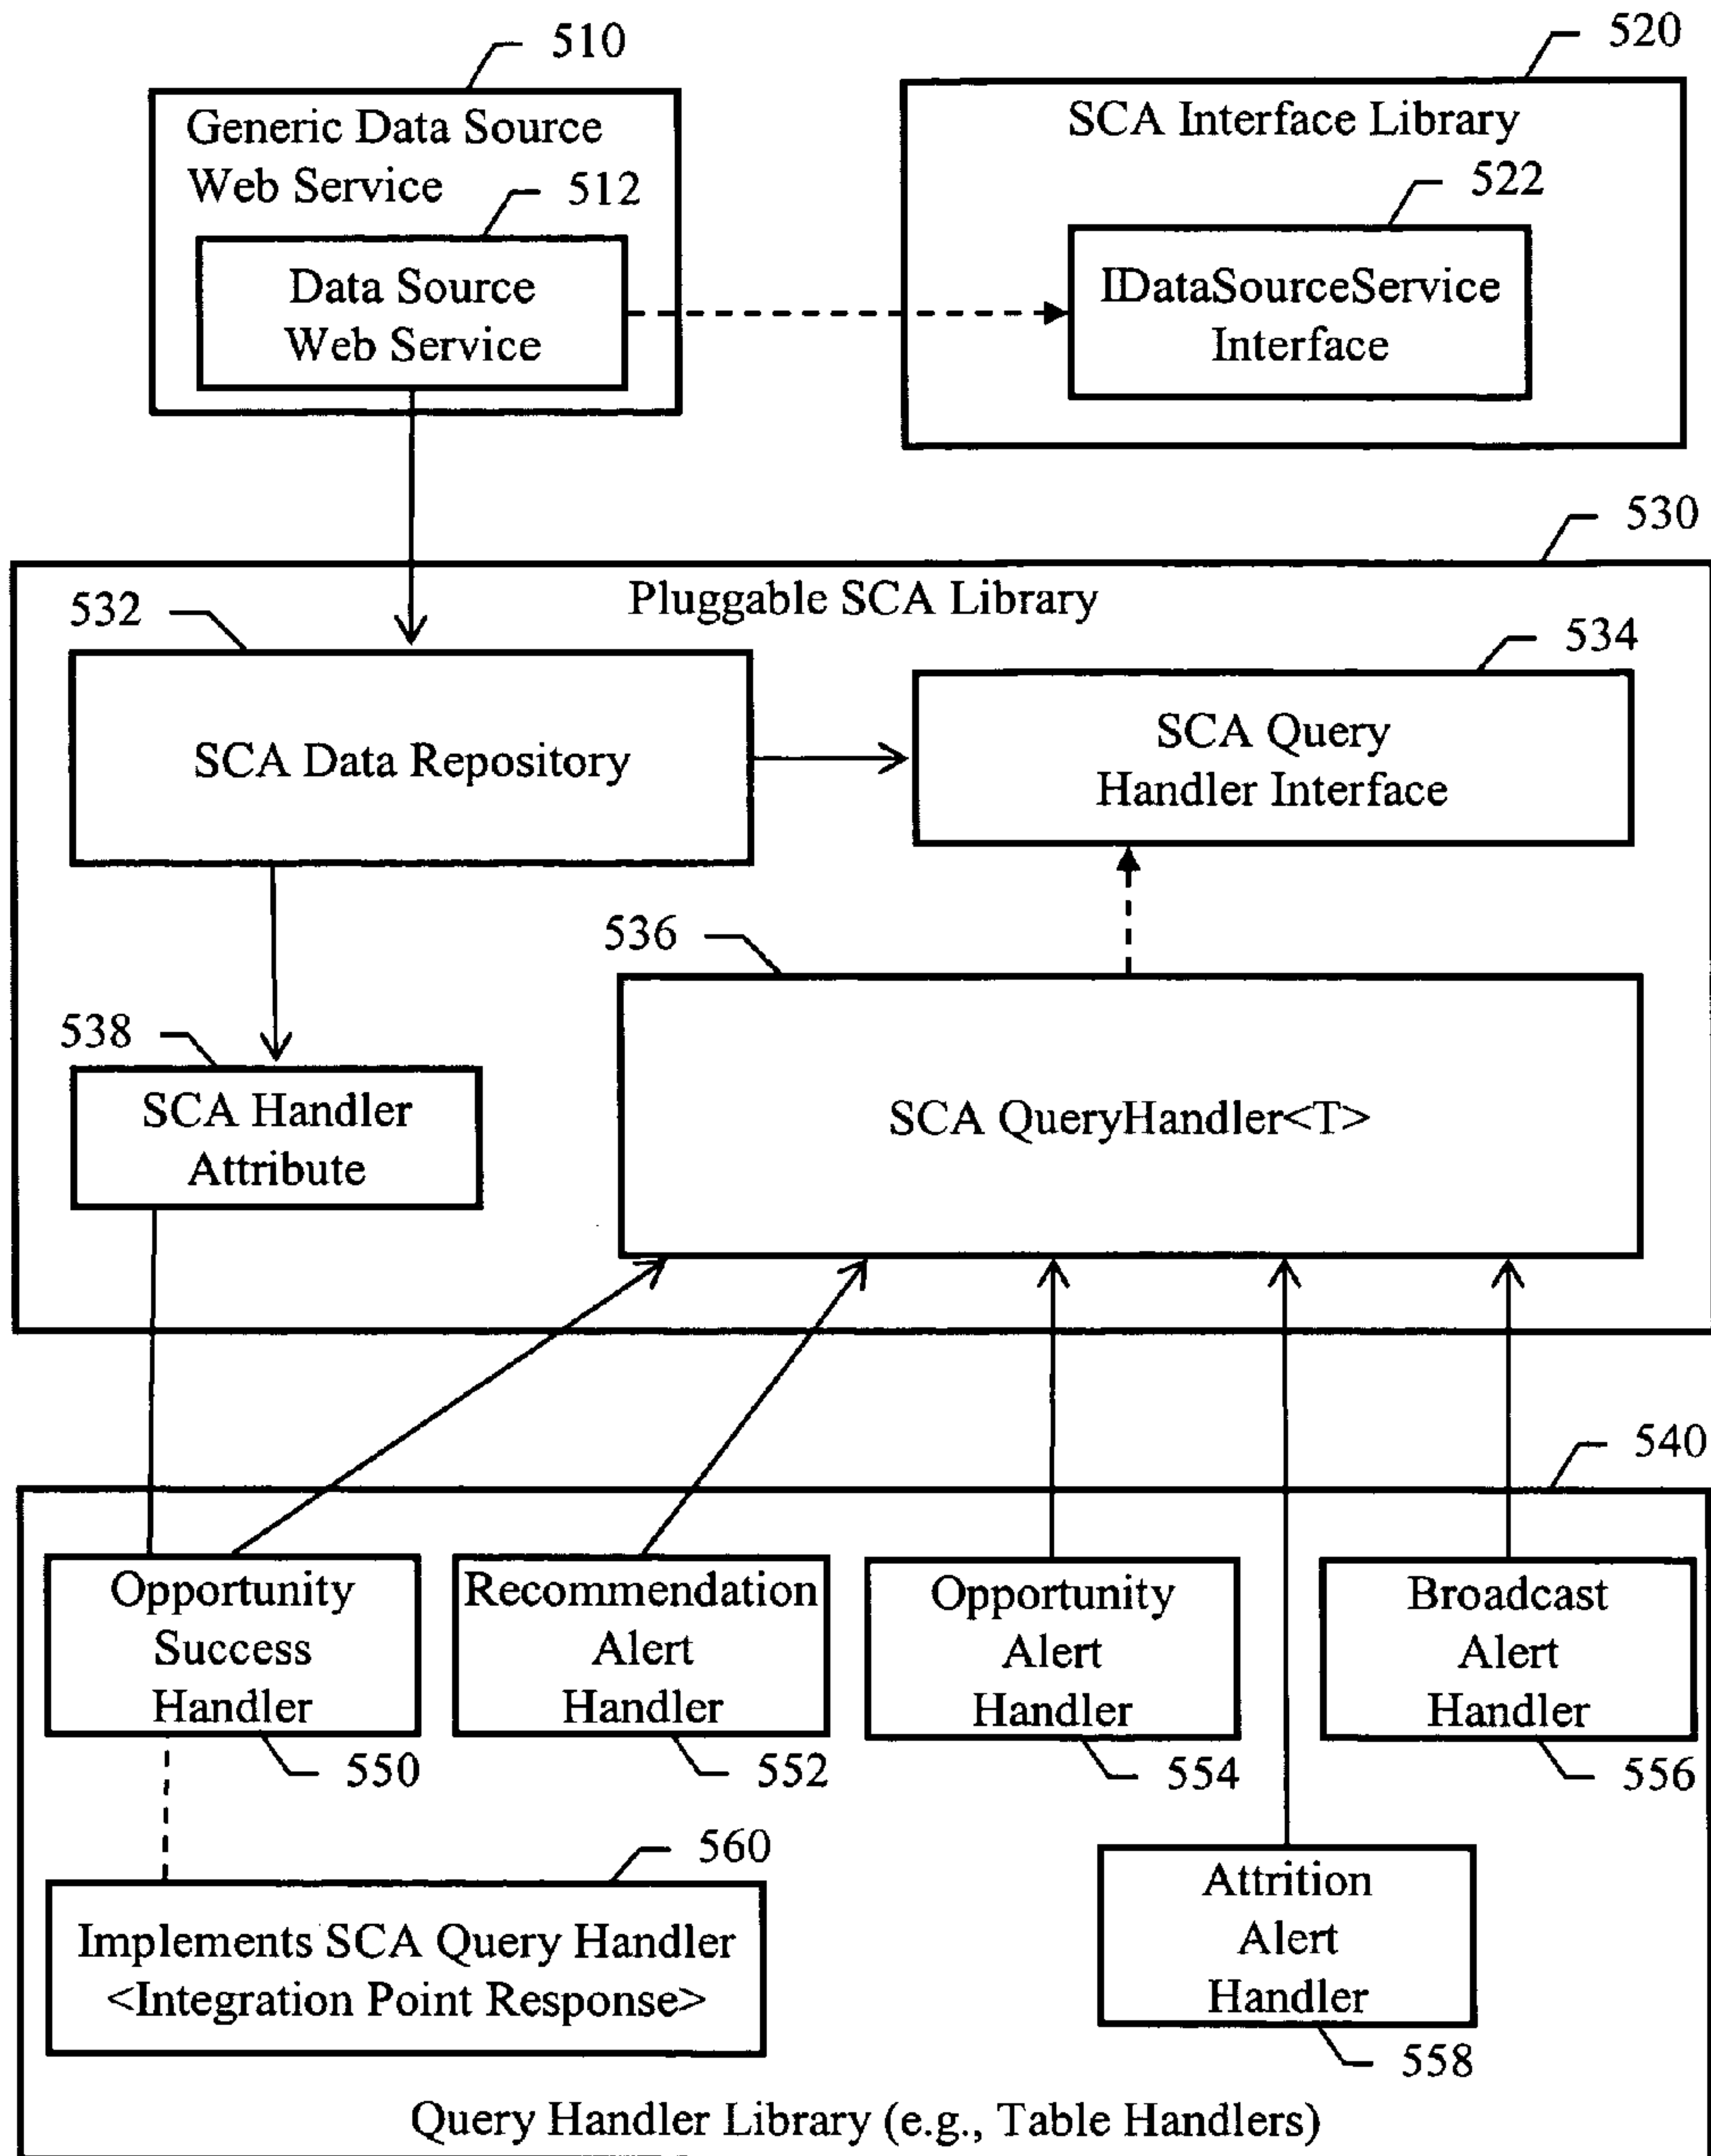 510
520
Generic Data Source
Web Service
SCA Interface Library
512
522
Data Source
Web Service
IDataSourceService
Interface
530
Pluggable SCA Library
532
534
SCA Data Repository
SCA Query
Handler Interface
536
538
SCA Handler
Attribute
SCA QueryHandler<T>
540
Opportunity
Success
Handler
Recommendation
Alert
Handler
Opportunity
Alert
Handler
Broadcast
Alert
Handler
550
552
554
556
560
Implements SCA Query Handler
<Integration Point Response>
Attrition
Alert
Handler
558
Query Handler Library (e.g., Table Handlers)